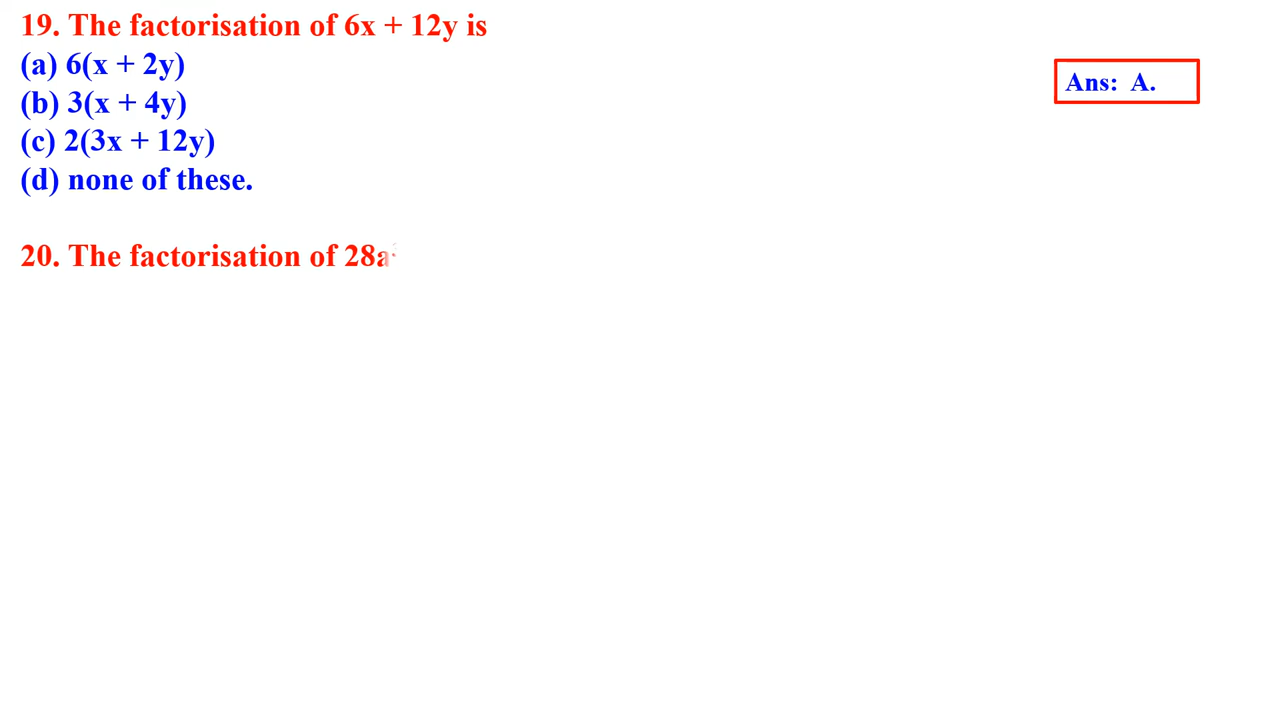 19. The factorisation of 6x + 12y is
(a) 6(x + 2y)
(b) 3(x + 4y)
(c) 2(3x + 12y)
(d) none of these.
Ans: A.
20. The factorisation of 28a